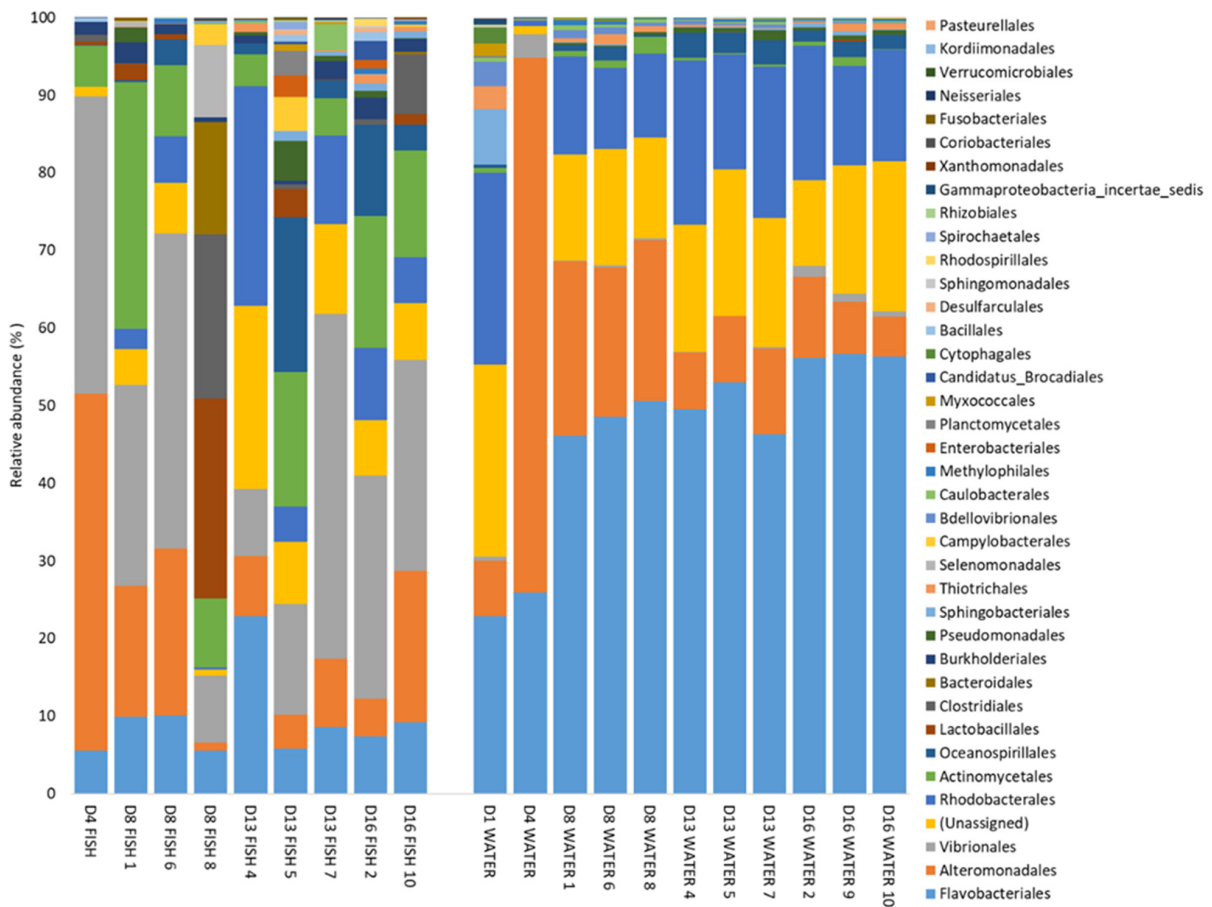 Relative abundance (%)
100
90
80
70
60
50
40
30
20
10
0
D4 FISH
D8 FISH 1
D8 FISH 6
D8 FISH 8
D13 FISH 4
D13 FISH 5
D13 FISH 7
D16 FISH 2
D16 FISH 10
D1 WATER
D4 WATER
D8 WATER 1
D8 WATER 6
D8 WATER 8
D13 WATER 4
D13 WATER 5
D13 WATER 7
D16 WATER 2
D16 WATER 9
D16 WATER 10
Pasteurellales
Kordiimonadales
Verrucomicrobiales
Neisseriales
Fusobacteriales
Coriobacteriales
Xanthomonadales
Gammaproteobacteria_incertae_sedis
Rhizobiales
Spirochaetales
Rhodospirillales
Sphingomonadales
Desulfarculales
Bacillales
Cytophagales
Candidatus_Brocadiales
Myxococcales
Planctomycetales
Enterobacteriales
Methylophilales
Caulobacterales
Bdellovibrionales
Campylobacterales
Selenomonadales
Thiotrichales
Sphingobacteriales
Pseudomonadales
Burkholderiales
Bacteroidales
Clostridiales
Lactobacillales
Oceanospirillales
Actinomycetales
Rhodobacterales
(Unassigned)
Vibrionales
Alteromonadales
Flavobacteriales